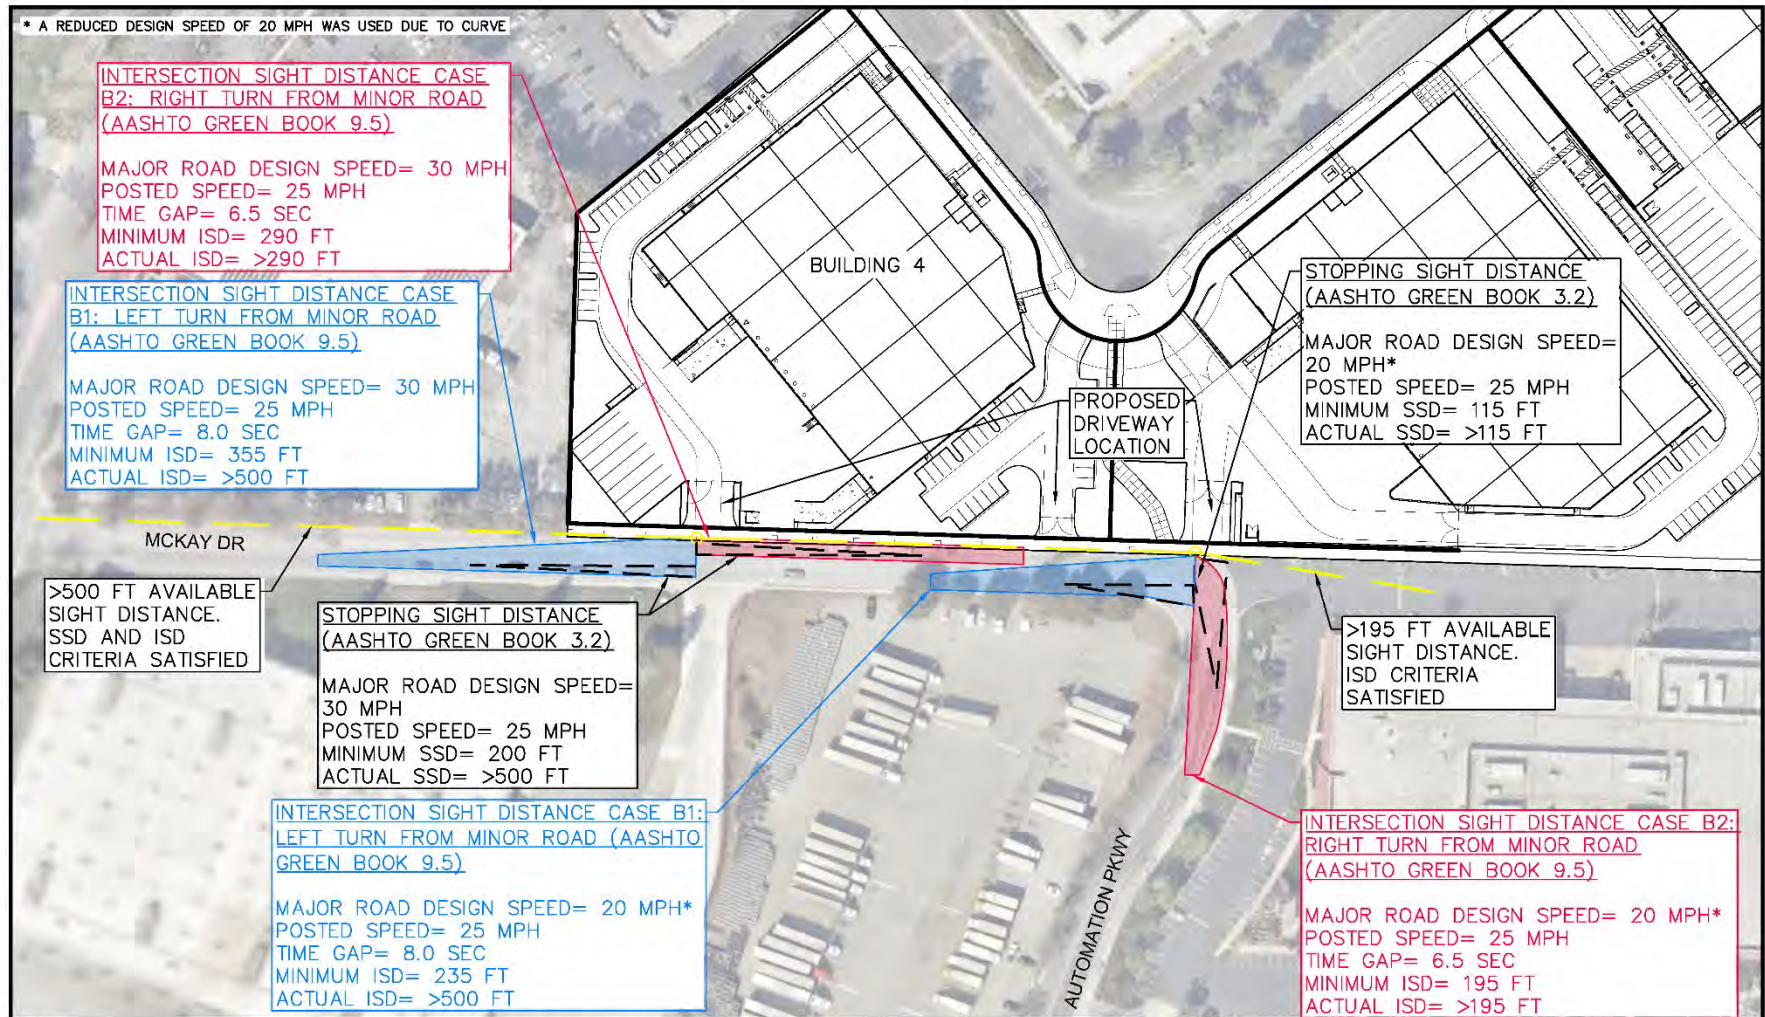 * A REDUCED DESIGN SPEED OF 20 MPH WAS USED DUE TO CURVE
INTERSECTION SIGHT DISTANCE CASE
B2: RIGHT TURN FROM MINOR ROAD
(AASHTO GREEN BOOK 9.5)
MAJOR ROAD DESIGN SPEED= 30 MPH
POSTED SPEED= 25 MPH
TIME GAP= 6.5 SEC
MINIMUM ISD= 290 FT
ACTUAL ISD= >290 FT
INTERSECTION SIGHT DISTANCE CASE
B1: LEFT TURN FROM MINOR ROAD
(AASHTO GREEN BOOK 9.5)
MAJOR ROAD DESIGN SPEED= 30 MPH
POSTED SPEED= 25 MPH
TIME GAP= 8.0 SEC
MINIMUM ISD= 355 FT
ACTUAL ISD= >500 FT
BUILDING 4
STOPPING SIGHT DISTANCE
(AASHTO GREEN BOOK 3.2)
MAJOR ROAD DESIGN SPEED=
20 MPH*
POSTED SPEED= 25 MPH
MINIMUM SSD= 115 FT
ACTUAL SSD= >115 FT
PROPOSED
DRIVEWAY
LOCATION
MCKAY DR
>500 FT AVAILABLE
SIGHT DISTANCE.
SSD AND ISD
CRITERIA SATISFIED
STOPPING SIGHT DISTANCE
(AASHTO GREEN BOOK 3.2)
MAJOR ROAD DESIGN SPEED=
30 MPH
POSTED SPEED= 25 MPH
MINIMUM SSD= 200 FT
ACTUAL SSD= >500 FT
>195 FT AVAILABLE
SIGHT DISTANCE.
ISD CRITERIA
SATISFIED
INTERSECTION SIGHT DISTANCE CASE B1:
LEFT TURN FROM MINOR ROAD (AASHTO
GREEN BOOK 9.5)
MAJOR ROAD DESIGN SPEED= 20 MPH*
POSTED SPEED= 25 MPH
TIME GAP= 8.0 SEC
MINIMUM ISD= 235 FT
ACTUAL ISD= >500 FT
AUTOMATION PKWY
INTERSECTION SIGHT DISTANCE CASE B2:
RIGHT TURN FROM MINOR ROAD
(AASHTO GREEN BOOK 9.5)
MAJOR ROAD DESIGN SPEED= 20 MPH*
POSTED SPEED= 25 MPH
TIME GAP= 6.5 SEC
MINIMUM ISD= 195 FT
ACTUAL ISD= >195 FT